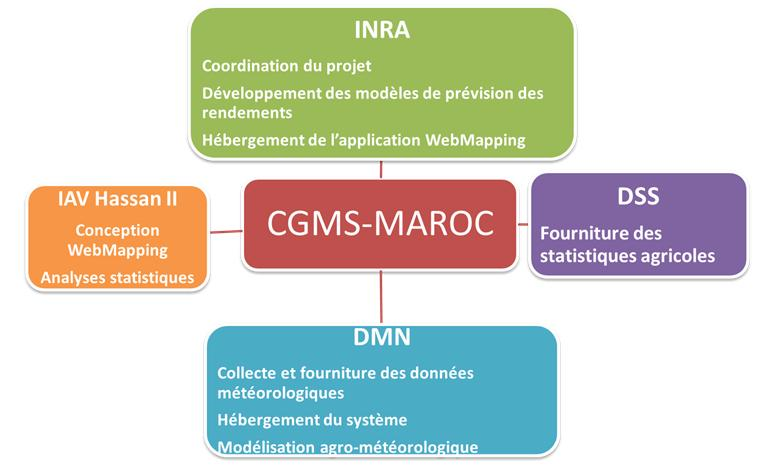 INRA
Coordination du projet
Développement des modèles de prévision des
rendements
Hébergement de l'application WebMapping
IAV Hassan II
Conception
WebMapping
Analyses statistiques
CGMS-MAROC
DSS
Fourniture des
statistiques agricoles
DMN
Collecte et fourniture des données
météorologiques
Hébergement du système
Modélisation agro-météorologique